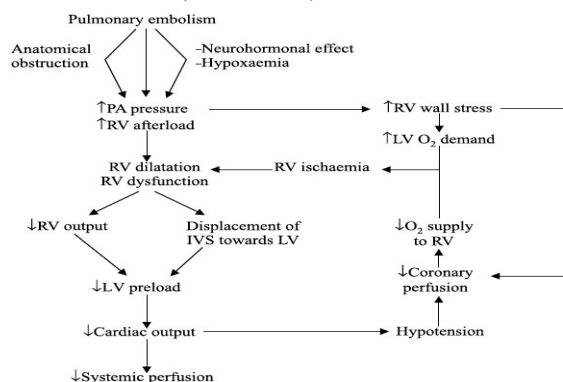 Pulmonary embolism
Anatomical
obstruction
-Neurohormonal effect
-Hypoxaemia
↑PA pressure
↑RV afterload
↑RV wall stress
↑LV O₂ demand
RV dilatation
RV dysfunction
RV ischaemia
↓RV output
Displacement of
IVS towards LV
↓O₂ supply
to RV
↓LV preload
↓Coronary
perfusion
↓Cardiac output
Hypotension
↓Systemic perfusion